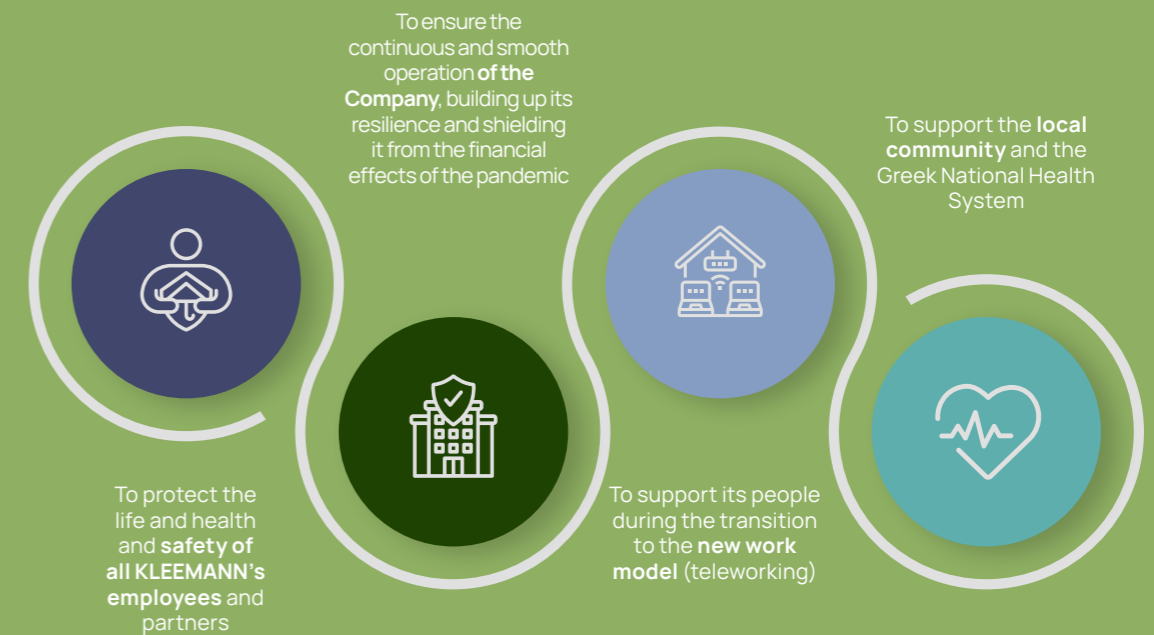 To protect the
life and health
and safety of
all KLEEMANN's
employees and
partners
To ensure the
continuous and smooth
operation of the
Company, building up its
resilience and shielding
it from the financial
effects of the pandemic
To support its people
during the transition
to the new work
model (teleworking)
To support the local
community and the
Greek National Health
System